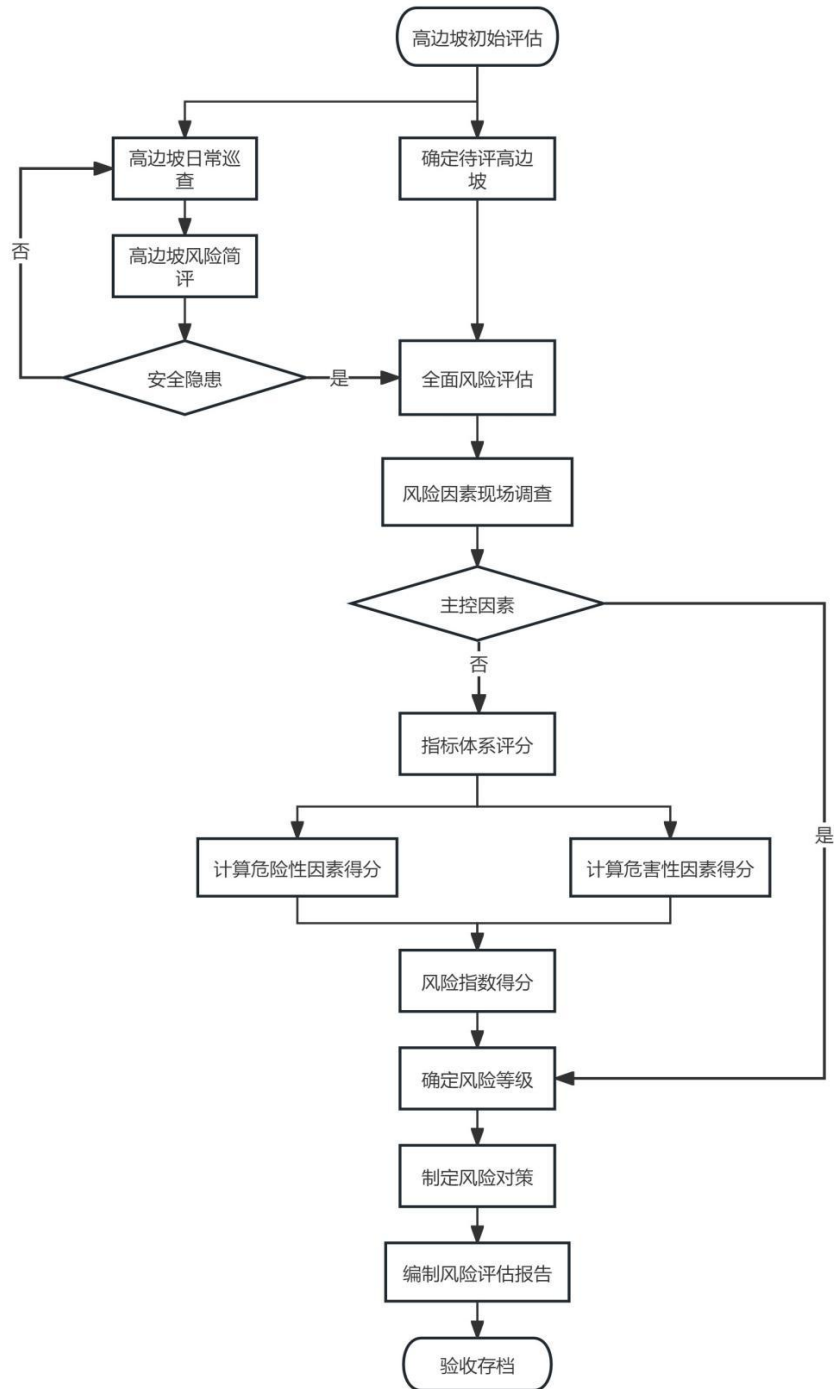 高边坡初始评估
高边坡日常巡
查
确定待评高边
坡
否
高边坡风险简
评
安全隐患
是
全面风险评估
风险因素现场调查
主控因素
否
指标体系评分
是
计算危险性因素得分
计算危害性因素得分
风险指数得分
确定风险等级
制定风险对策
编制风险评估报告
验收存档